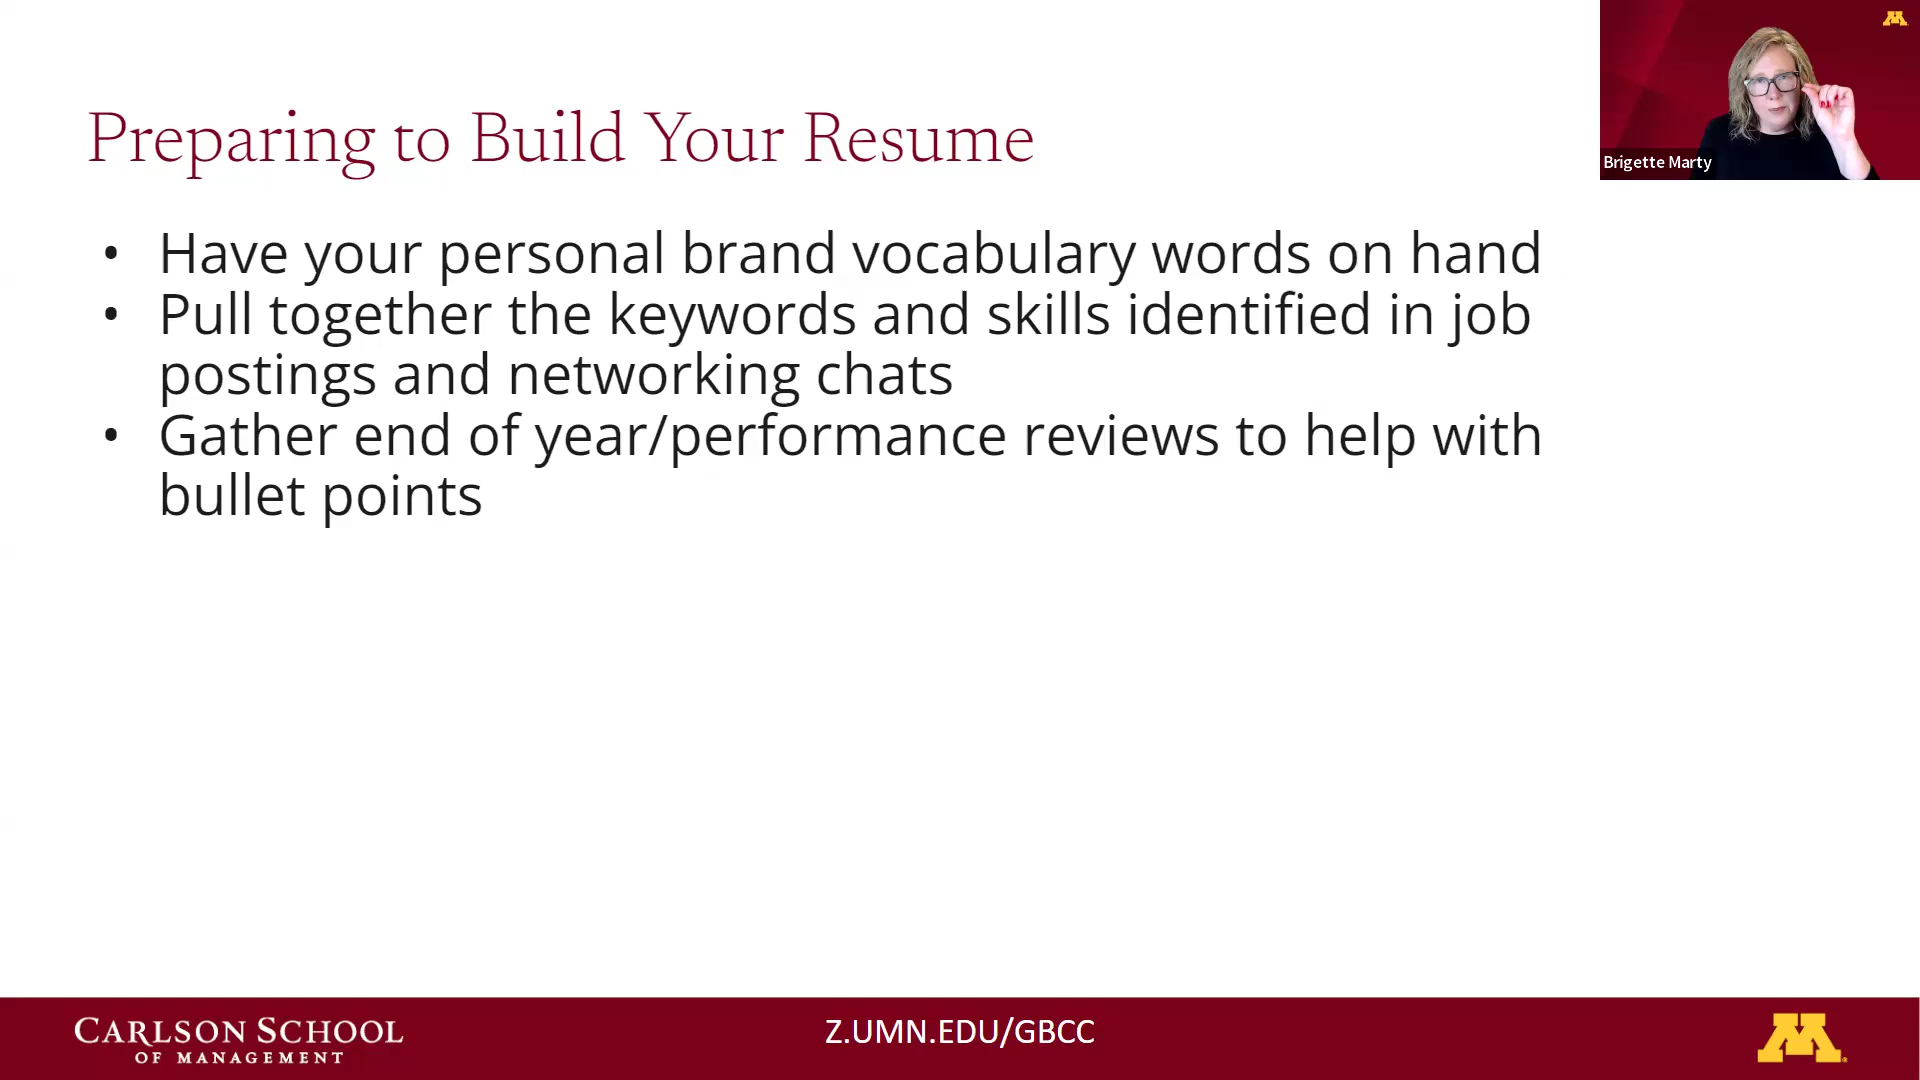 Preparing to Build Your Resume
Brigette Marty
• Have your personal brand vocabulary words on hand
• Pull together the keywords and skills identified in job
postings and networking chats
• Gather end of year/performance reviews to help with
bullet points
CARLSON SCHOOL
OF MANAGEMENT
Z.UMN.EDU/GBCC
M